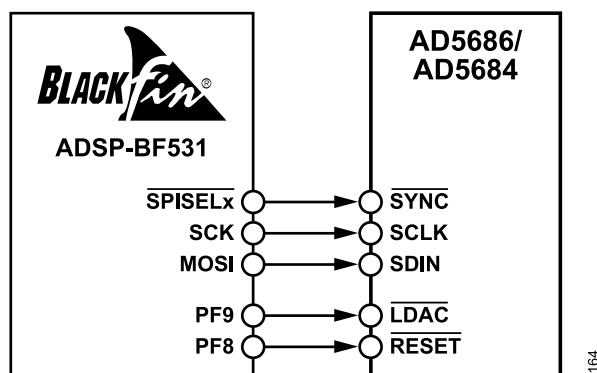 BLACKfin®
ADSP-BF531
AD5686/
AD5684
SPISELx SYNC
SCK SCLK
MOSI SDIN
PF9 LDAC
PF8 RESET
164